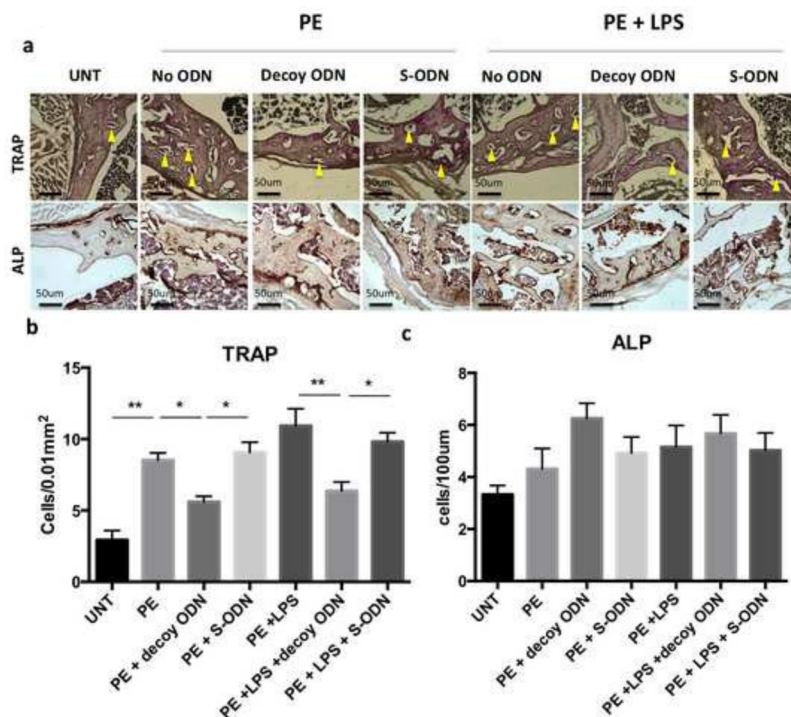 PE PE + LPS
a
UNT No ODN Decoy ODN S-ODN No ODN Decoy ODN S-ODN
TRAP
50um 50um 50um 50um 50um 50um 50um
ALP
50um 50um 50um 50um 50um 50um 50um
b
TRAP
Cells/0.01mm²
15
10
5
0
** * * ** *
UNT
PE
PE + decoy ODN
PE + S-ODN
PE +LPS
PE +LPS +decoy ODN
PE + LPS + S-ODN
c
ALP
cells/100um
8
6
4
2
0
UNT
PE
PE + decoy ODN
PE + S-ODN
PE +LPS
PE +LPS +decoy ODN
PE + LPS + S-ODN